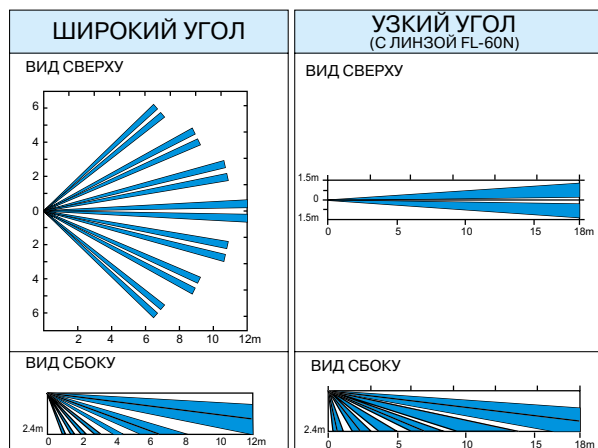 ШИРОКИЙ УГОЛ
ВИД СВЕРХУ
6
4
2
0
2
4
6
2 4 6 8 10 12m
ВИД СБОКУ
2.4m
0 2 4 6 8 10 12m
УЗКИЙ УГОЛ
(С ЛИНЗОЙ FL-60N)
ВИД СВЕРХУ
1.5m
0
1.5m
0 5 10 15 18m
ВИД СБОКУ
2.4m
0 5 10 15 18m